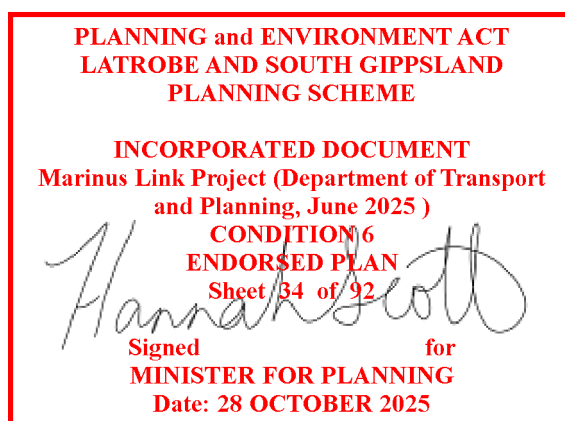 PLANNING and ENVIRONMENT ACT
LATROBE AND SOUTH GIPPSLAND
PLANNING SCHEME
INCORPORATED DOCUMENT
Marinus Link Project (Department of Transport
and Planning, June 2025 )
CONDITION 6
ENDORSED PLAN
Sheet 34 of 92
Hannah Scott
Signed for
MINISTER FOR PLANNING
Date: 28 OCTOBER 2025